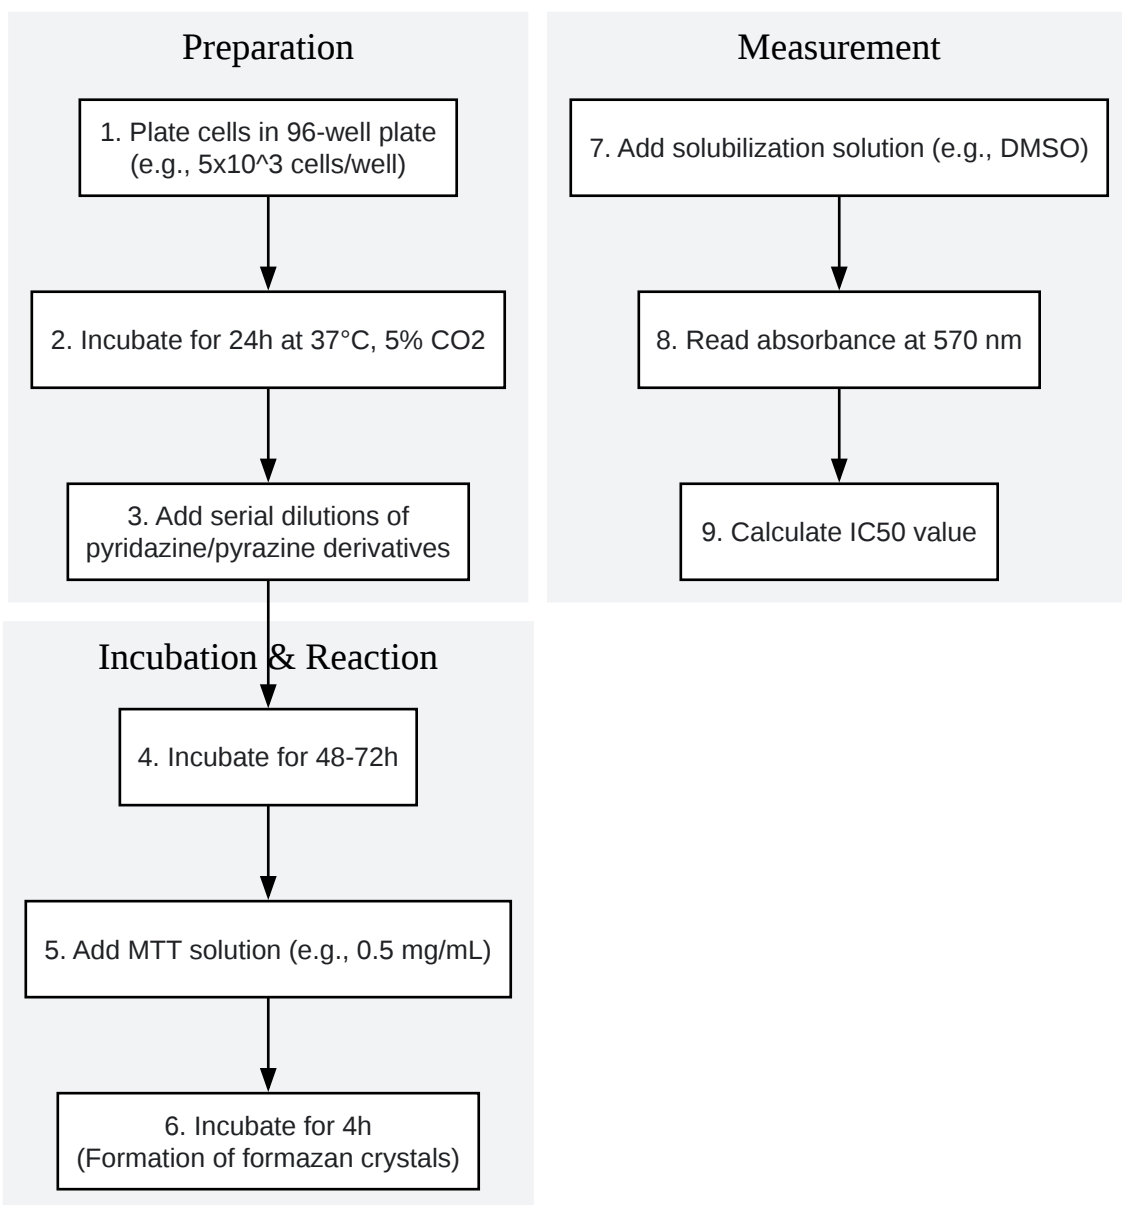 Preparation
1. Plate cells in 96-well plate
(e.g., 5x10^3 cells/well)
2. Incubate for 24h at 37°C, 5% CO2
3. Add serial dilutions of
pyridazine/pyrazine derivatives
Incubation & Reaction
4. Incubate for 48-72h
5. Add MTT solution (e.g., 0.5 mg/mL)
6. Incubate for 4h
(Formation of formazan crystals)
Measurement
7. Add solubilization solution (e.g., DMSO)
8. Read absorbance at 570 nm
9. Calculate IC50 value